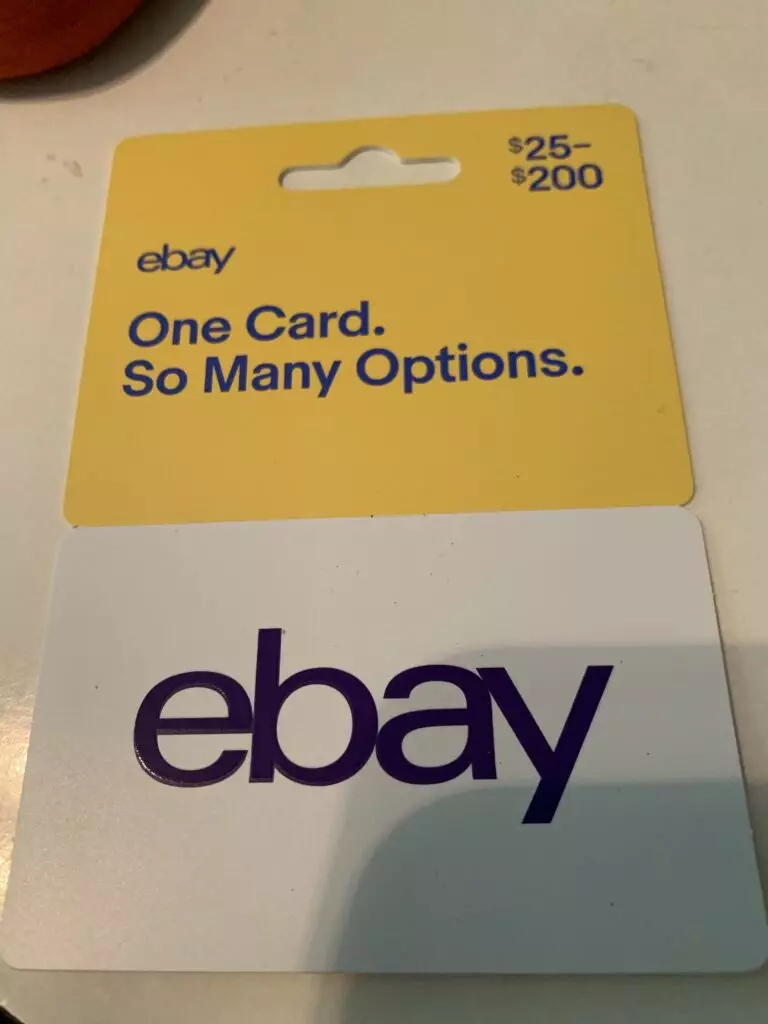 $25–
$200
ebay
One Card.
So Many Options.
ebay